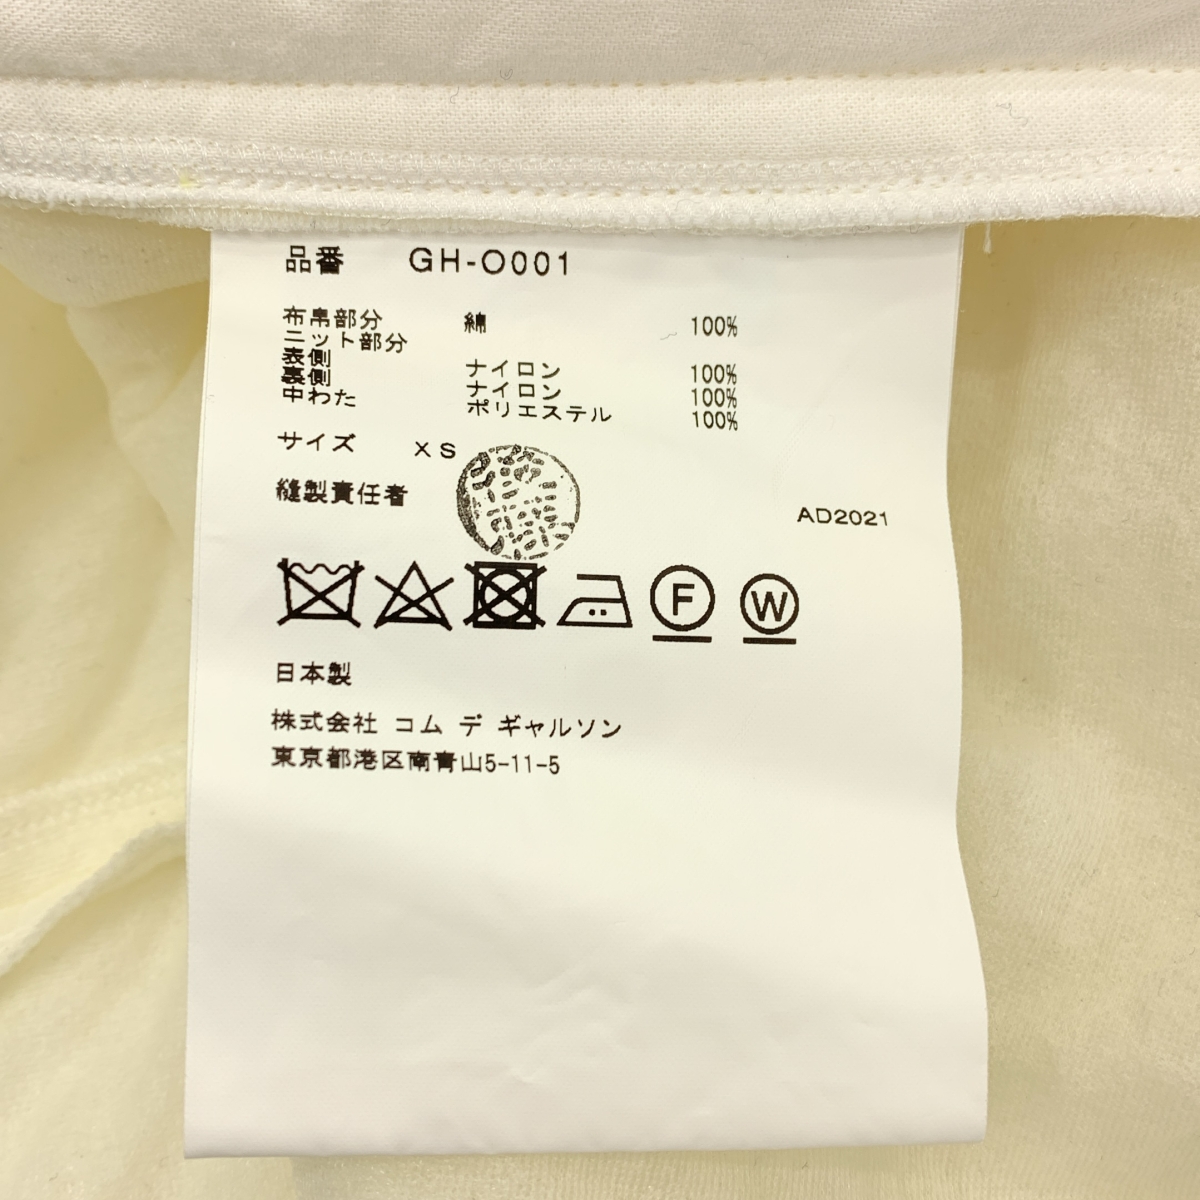 品番 GH-O001
布帛部分 綿 100%
ニット部分
表側 ナイロン 100%
裏側 ナイロン 100%
中わた ポリエステル 100%
サイズ XS
縫製責任者
AD2021
F W
日本製
株式会社 コム デ ギャルソン
東京都港区南青山5-11-5